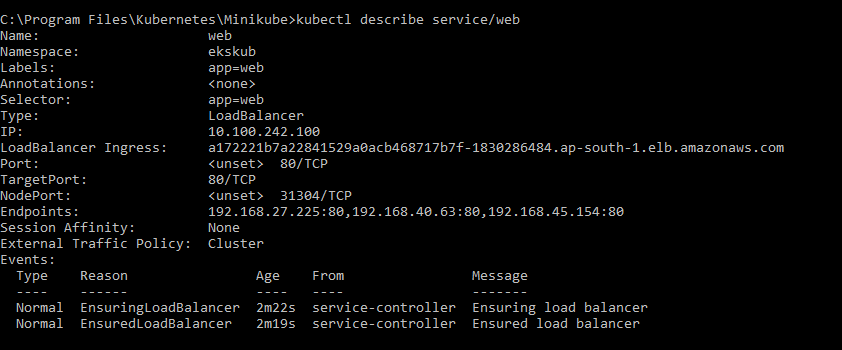 C:\Program Files\Kubernetes\Minikube>kubectl describe service/web
Name:                     web
Namespace:                ekskub
Labels:                   app=web
Annotations:              <none>
Selector:                 app=web
Type:                     LoadBalancer
IP:                       10.100.242.100
LoadBalancer Ingress:     a172221b7a22841529a0acb468717b7f-1830286484.ap-south-1.elb.amazonaws.com
Port:                     <unset>  80/TCP
TargetPort:               80/TCP
NodePort:                 <unset>  31304/TCP
Endpoints:                192.168.27.225:80,192.168.40.63:80,192.168.45.154:80
Session Affinity:         None
External Traffic Policy:  Cluster
Events:
  Type    Reason                Age    From                Message
  ----    ------                ----   ----                -------
  Normal  EnsuringLoadBalancer  2m22s  service-controller  Ensuring load balancer
  Normal  EnsuredLoadBalancer   2m19s  service-controller  Ensured load balancer